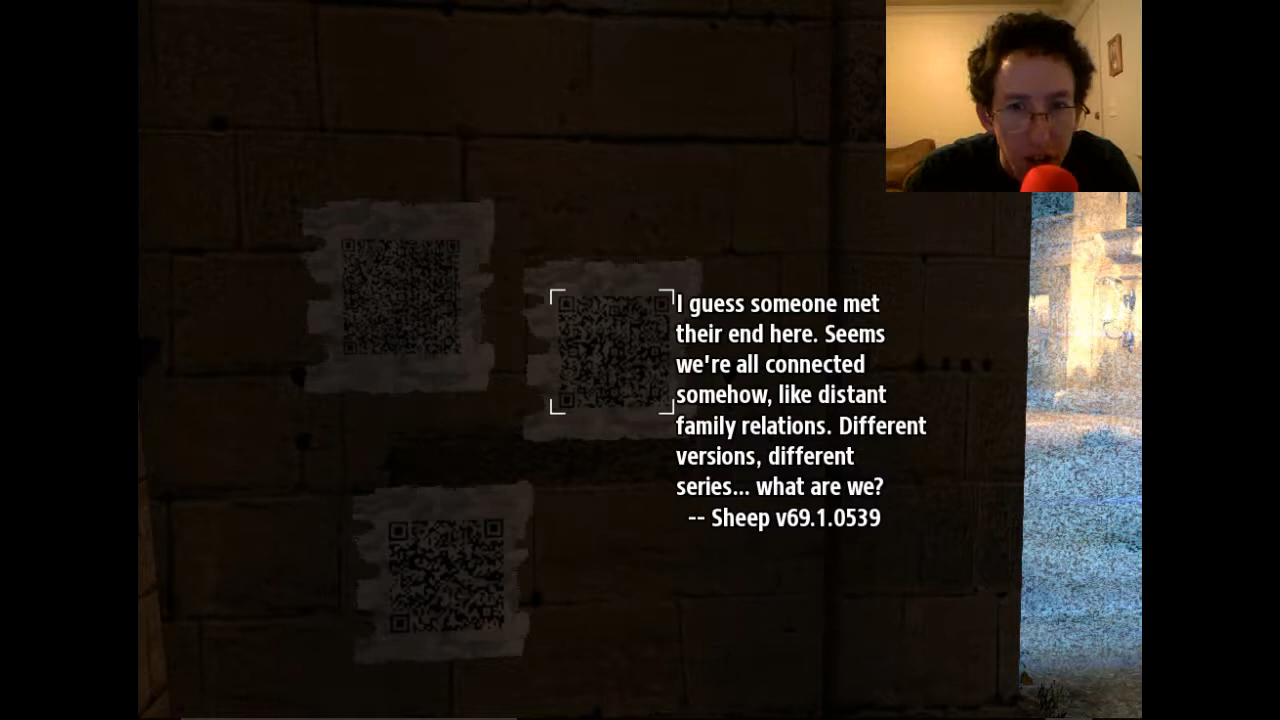 I guess someone met
their end here. Seems
we're all connected
somehow, like distant
family relations. Different
versions, different
series... what are we?
-- Sheep v69.1.0539